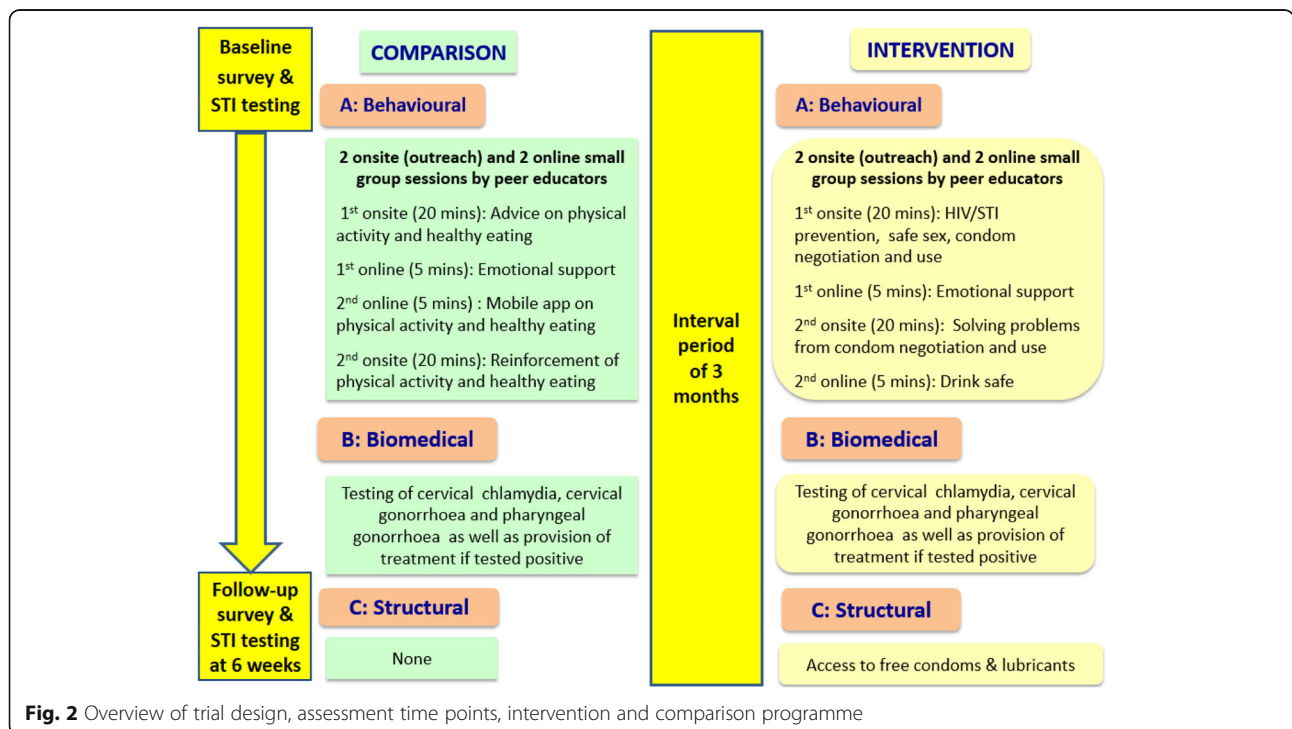 Baseline
survey &
STI testing
Follow-up
survey &
STI testing
at 6 weeks
COMPARISON
A: Behavioural
2 onsite (outreach) and 2 online small
group sessions by peer educators
1st onsite (20 mins): Advice on physical
activity and healthy eating
1st online (5 mins): Emotional support
2nd online (5 mins) : Mobile app on
physical activity and healthy eating
2nd onsite (20 mins): Reinforcement of
physical activity and healthy eating
B: Biomedical
Testing of cervical chlamydia, cervical
gonorrhoea and pharyngeal
gonorrhoea as well as provision of
treatment if tested positive
C: Structural
None
Interval
period
of 3
months
INTERVENTION
A: Behavioural
2 onsite (outreach) and 2 online small
group sessions by peer educators
1st onsite (20 mins): HIV/STI
prevention, safe sex, condom
negotiation and use
1st online (5 mins): Emotional support
2nd onsite (20 mins): Solving problems
from condom negotiation and use
2nd online (5 mins): Drink safe
B: Biomedical
Testing of cervical chlamydia, cervical
gonorrhoea and pharyngeal
gonorrhoea as well as provision of
treatment if tested positive
C: Structural
Access to free condoms & lubricants
Fig. 2 Overview of trial design, assessment time points, intervention and comparison programme